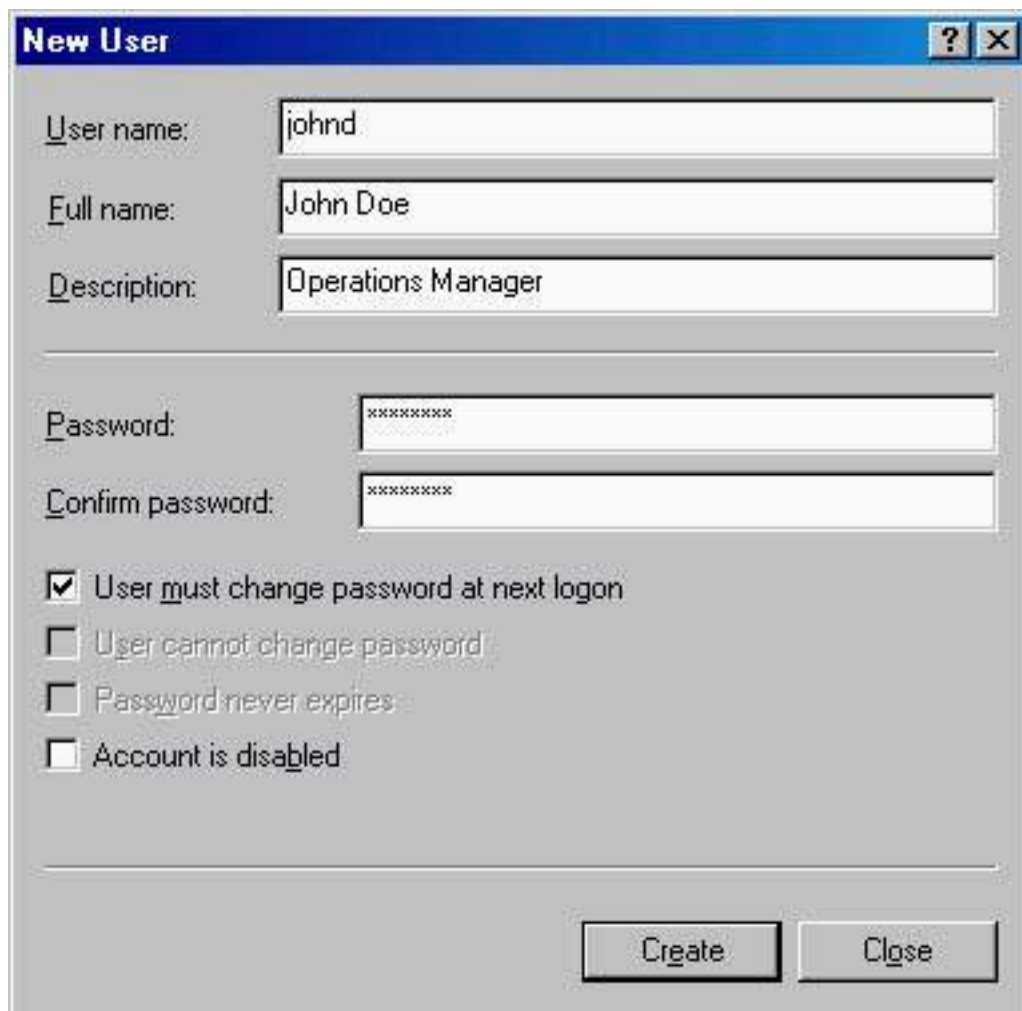 New User
User name: johnd
Full name: John Doe
Description: Operations Manager
Password: ********
Confirm password: ********
User must change password at next logon
User cannot change password
Password never expires
Account is disabled
Create Close